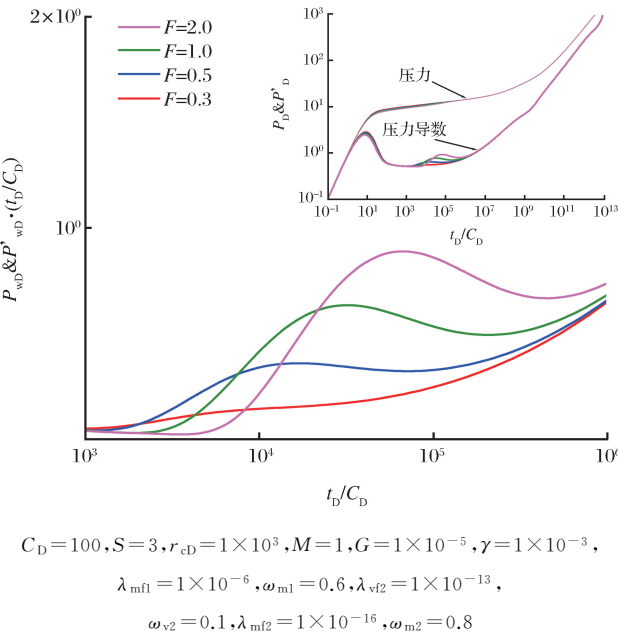 2×10⁰
F=2.0
F=1.0
F=0.5
F=0.3
10⁰
P_wD&P'_wD•(t_D/C_D)
10³
10⁴
10⁵
10⁶
t_D/C_D
10³
10²
10¹
10⁰
10⁻¹
P_D&P'_D
压力
压力导数
10⁻¹
10¹
10³
10⁵
10⁷
10⁹
10¹¹
10¹³
t_D/C_D
C_D=100,S=3,r_cD=1×10³,M=1,G=1×10⁻⁵,γ=1×10⁻³,
λ_mf1=1×10⁻⁶,ω_m1=0.6,λ_vf2=1×10⁻¹³,
ω_v2=0.1,λ_mf2=1×10⁻¹⁶,ω_m2=0.8